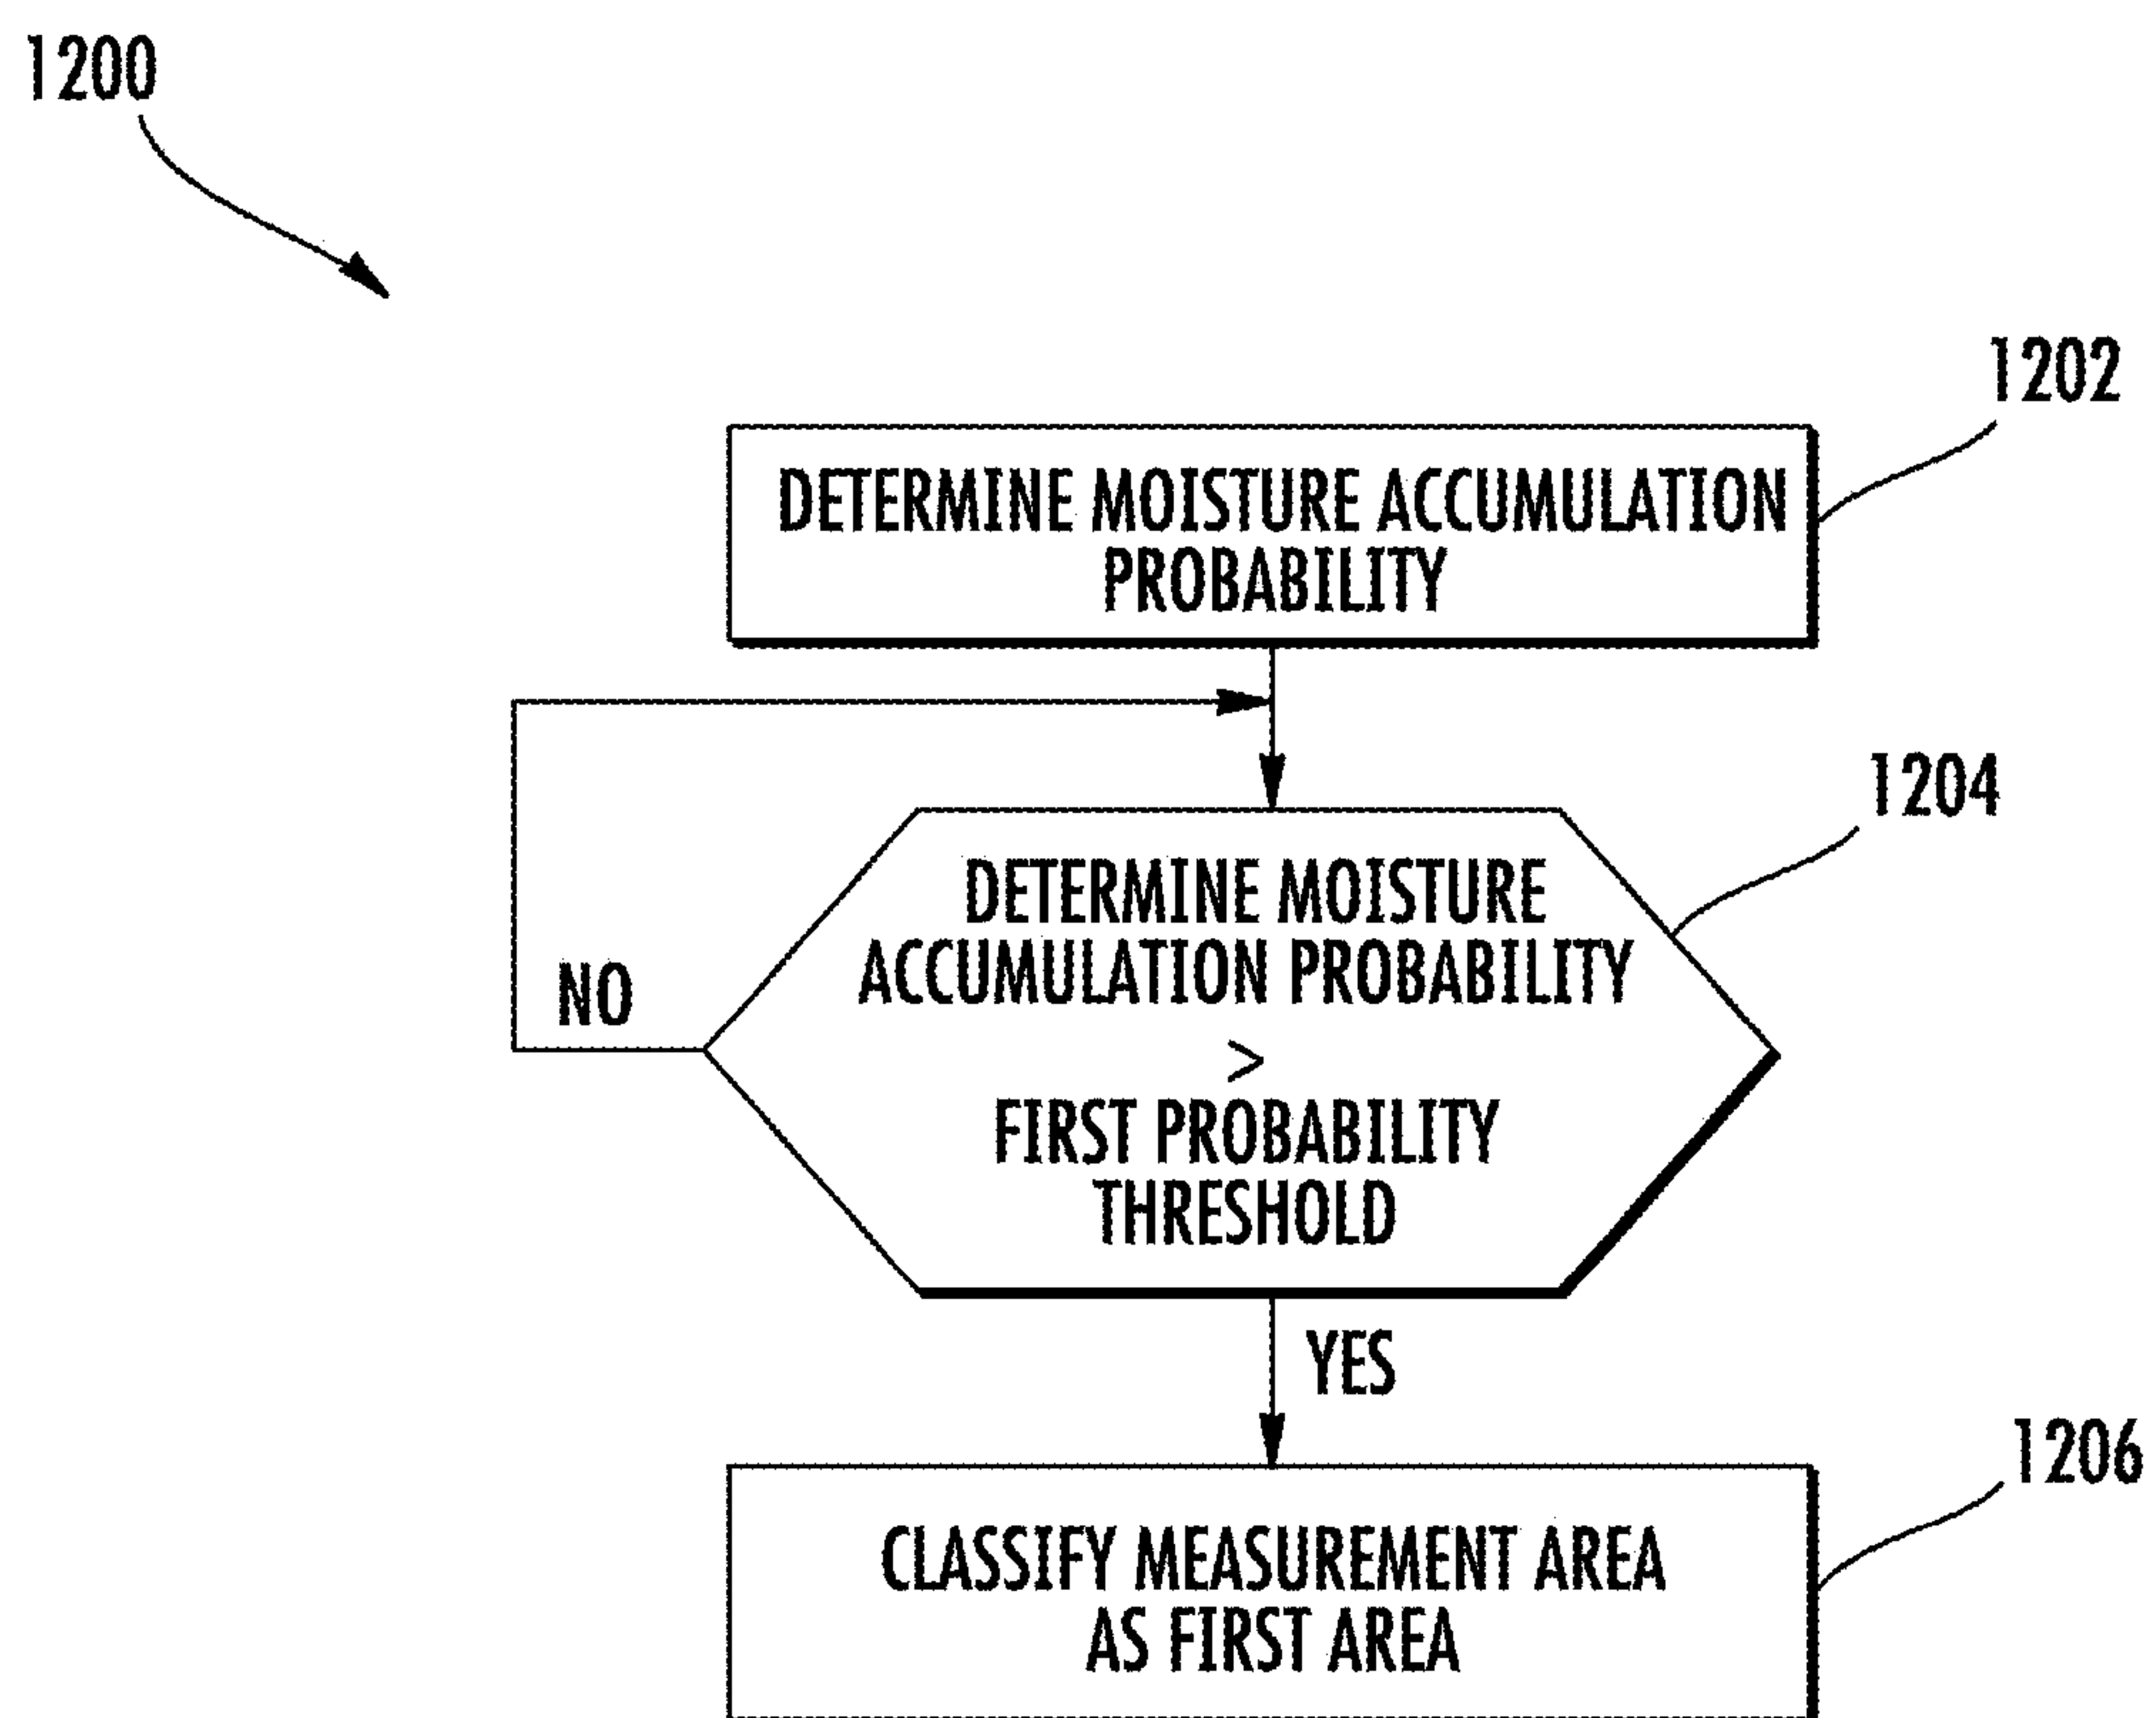 1200
1202
DETERMINE MOISTURE ACCUMULATION
PROBABILITY
1204
DETERMINE MOISTURE
ACCUMULATION PROBABILITY
>
FIRST PROBABILITY
THRESHOLD
NO
YES
1206
CLASSIFY MEASUREMENT AREA
AS FIRST AREA